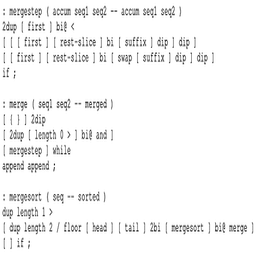 : mergestep ( accum seq1 seq2 -- accum seq1 seq2 )
2dup [ first ] bi@ <
[ [ [ first ] [ rest-slice ] bi [ suffix ] dip ] dip ]
[ [ first ] [ rest-slice ] bi [ swap [ suffix ] dip ] dip ]
if ;
: merge ( seq1 seq2 -- merged )
[ { } ] 2dip
[ 2dup [ length 0 > ] bi@ and ]
[ mergestep ] while
append append ;
: mergesort ( seq -- sorted )
dup length 1 >
[ dup length 2 / floor [ head ] [ tail ] 2bi [ mergesort ] bi@ merge ]
[ ] if ;